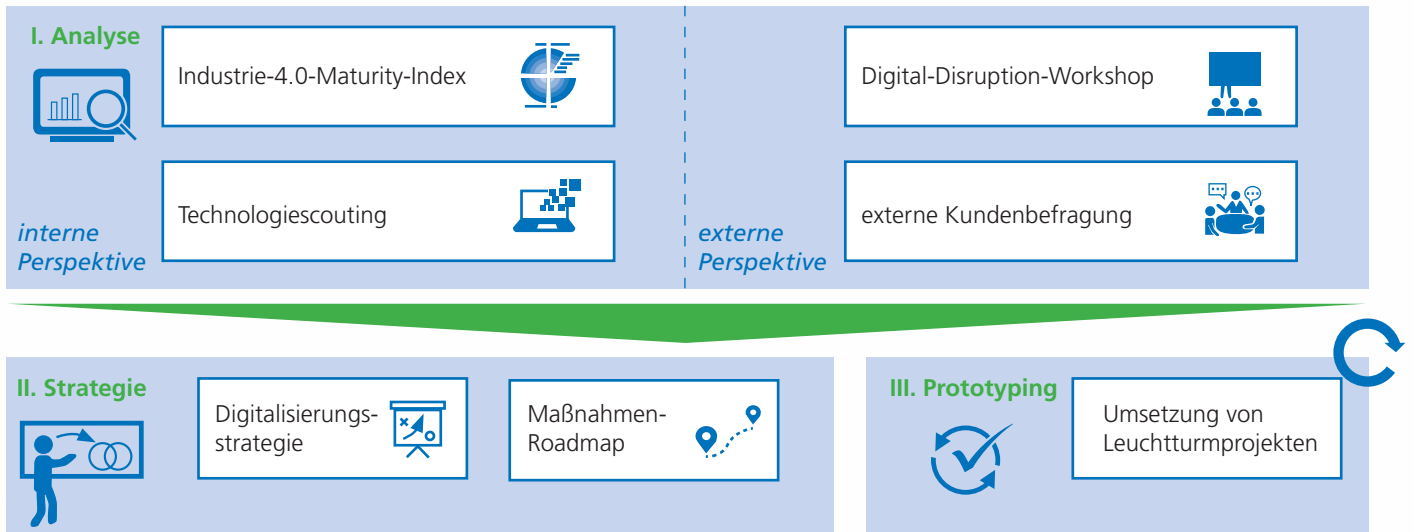 I. Analyse
Industrie-4.0-Maturity-Index
Technologiescouting
interne
Perspektive
Digital-Disruption-Workshop
externe Kundenbefragung
externe
Perspektive
II. Strategie
Digitalisierungs-
strategie
Maßnahmen-
Roadmap
III. Prototyping
Umsetzung von
Leuchtturmprojekten